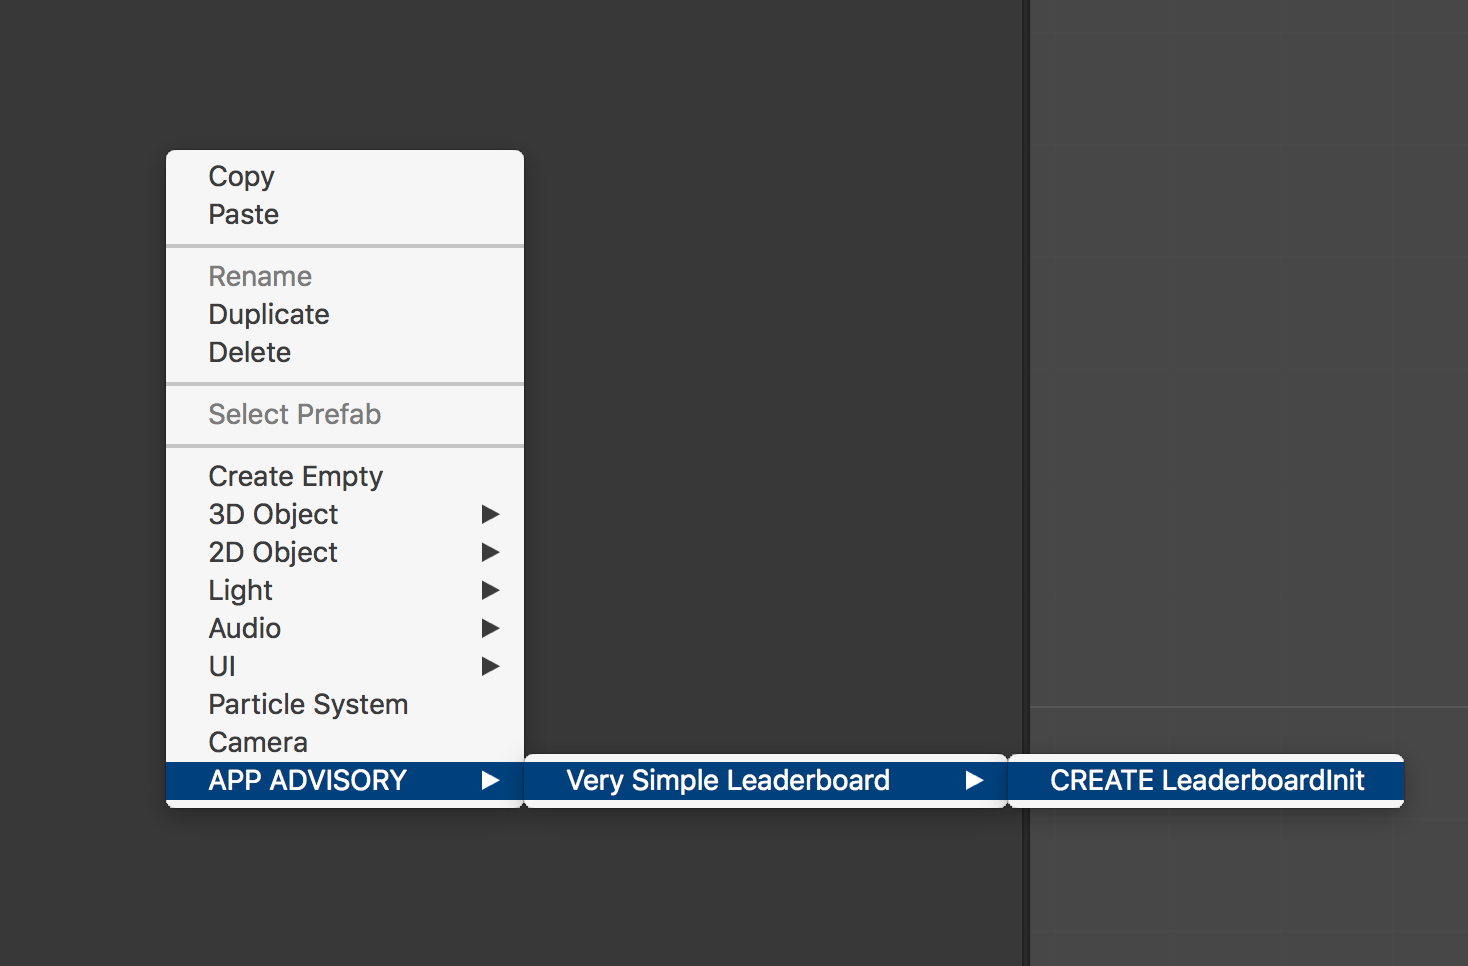 Copy
Paste
Rename
Duplicate
Delete
Select Prefab
Create Empty
3D Object
2D Object
Light
Audio
UI
Particle System
Camera
APP ADVISORY
Very Simple Leaderboard
CREATE LeaderboardInit